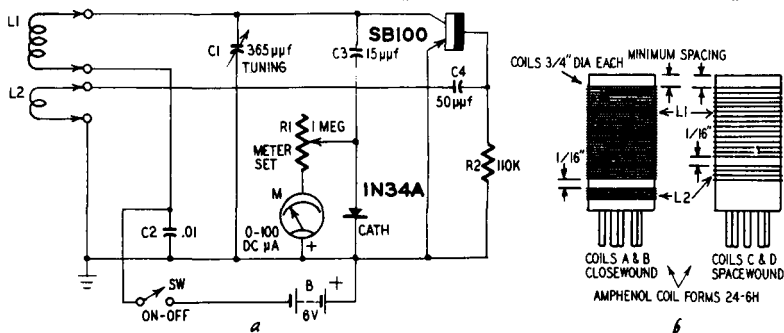 L1
L2
C1
365μμf
TUNING
C3
15μμf
SB100
C4
50μμf
R1
1 MEG
METER
SET
M
0-100
DC μA
+
1N34A
CATH
R2
110K
C2
.01
SW
ON-OFF
B
6V
+
a
COILS 3/4" DIA EACH
MINIMUM SPACING
L1
1/16"
1/16"
L2
COILS A & B
CLOSEWOUND
COILS C & D
SPACEWOUND
AMPHENOL COIL FORMS 24-6H
b